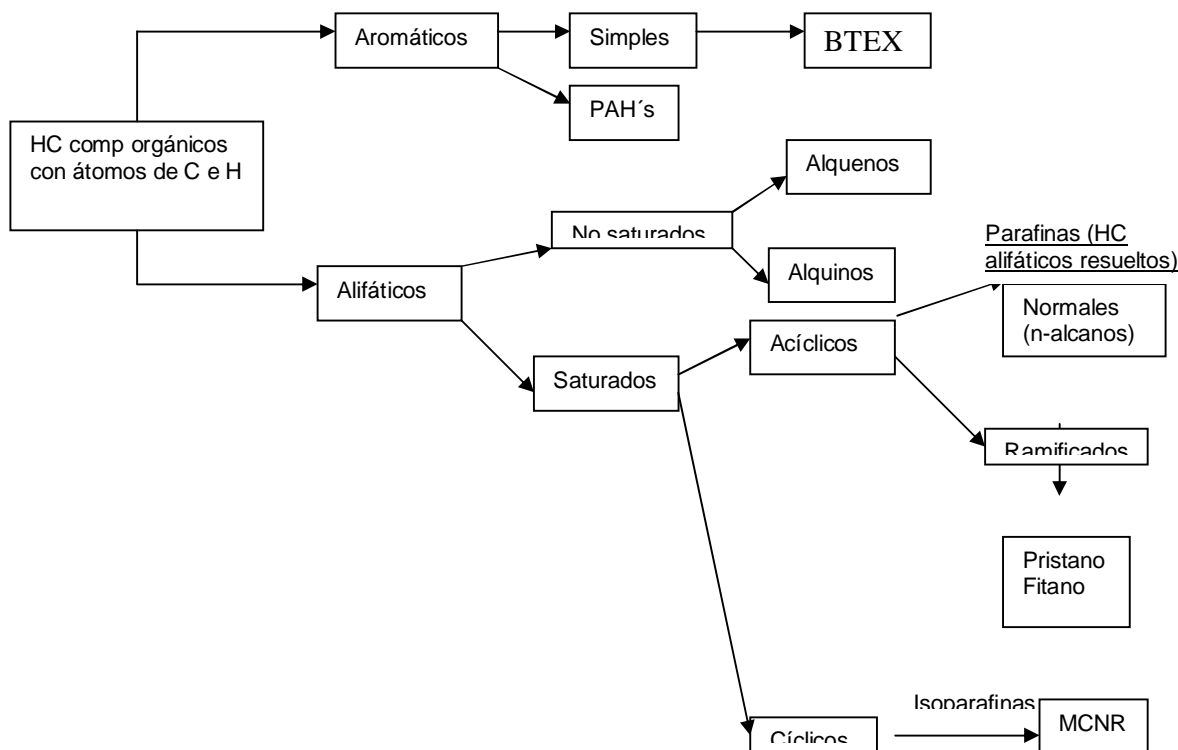 Aromáticos
Simples
BTEX
PAH´s
HC comp orgánicos
con átomos de C e H
Alquenos
No saturados
Alquinos
Parafinas (HC
alifáticos resueltos)
Alifáticos
Normales
(n-alcanos)
Acíclicos
Saturados
Ramificados
Pristano
Fitano
Isoparafinas
MCNR
Cíclicos